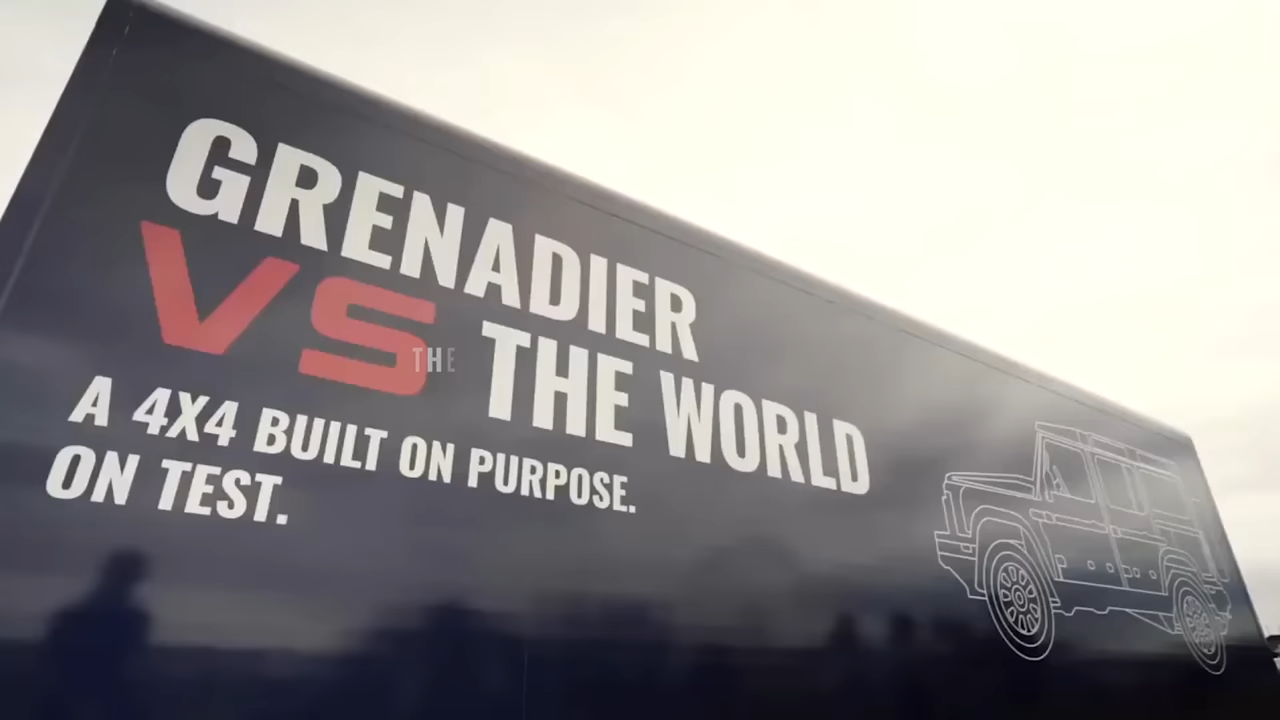 GRENADIER
VS THE WORLD
THE
A 4X4 BUILT ON PURPOSE.
ON TEST.